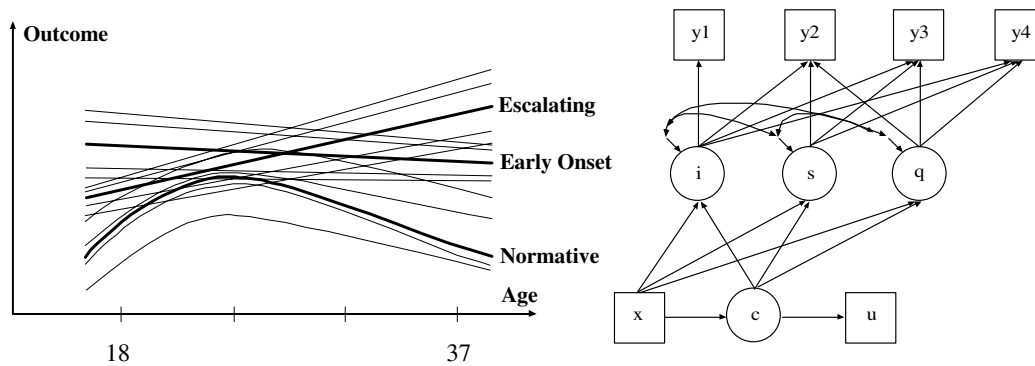 Outcome
Escalating
Early Onset
Normative
Age
18 37
y1 y2 y3 y4
i s q
x c u